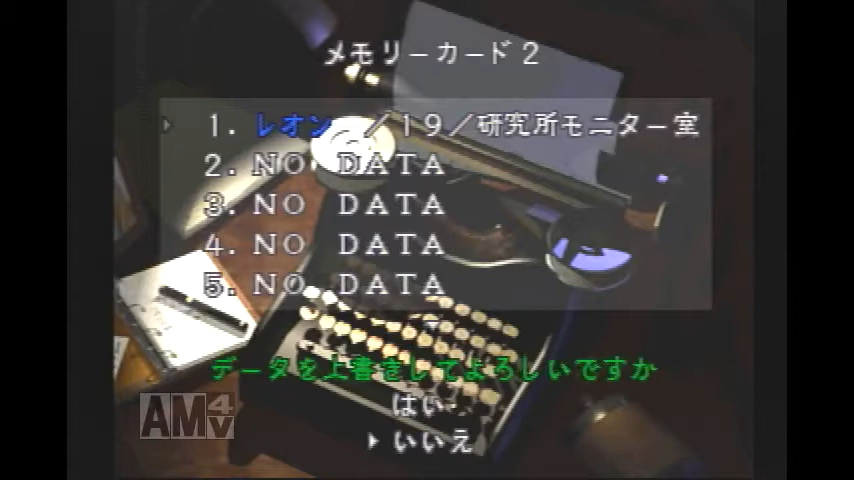 メモリーカード２
1. レオン ／19／研究所モニター室
2. NO DATA
3. NO DATA
4. NO DATA
5. NO DATA
データを上書きしてよろしいですか
はい
いいえ
AM4V